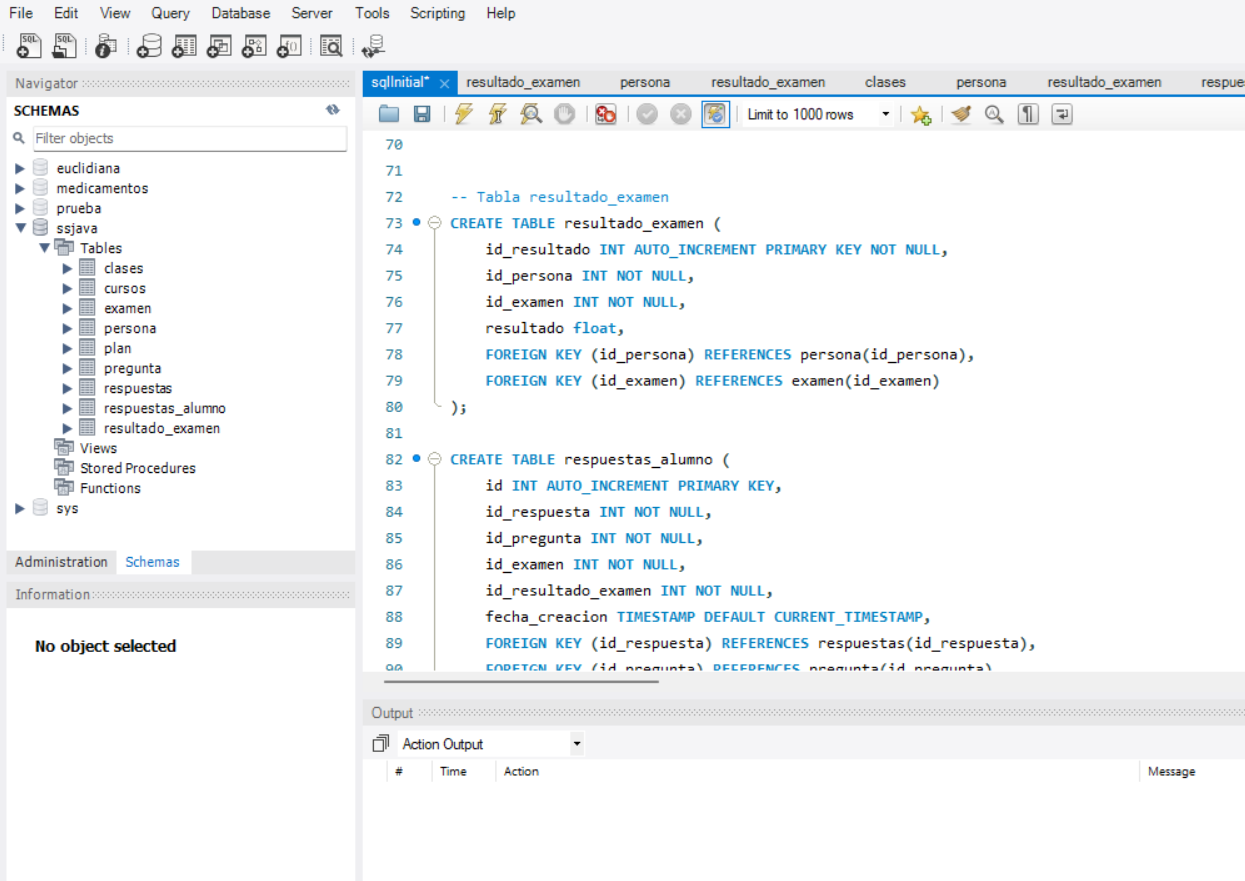 File Edit View Query Database Server Tools Scripting Help
SQL SQL
Navigator
SCHEMAS
Filter objects
euclidiana
medicamentos
prueba
ssjava
Tables
clases
cursos
examen
persona
plan
pregunta
respuestas
respuestas_alumno
resultado_examen
Views
Stored Procedures
Functions
sys
Administration Schemas
Information
No object selected
sqlInitial* resultado_examen persona resultado_examen clases persona resultado_examen respue
Limit to 1000 rows
70
71
72 -- Tabla resultado_examen
73 CREATE TABLE resultado_examen (
74 id_resultado INT AUTO_INCREMENT PRIMARY KEY NOT NULL,
75 id_persona INT NOT NULL,
76 id_examen INT NOT NULL,
77 resultado float,
78 FOREIGN KEY (id_persona) REFERENCES persona(id_persona),
79 FOREIGN KEY (id_examen) REFERENCES examen(id_examen)
80 );
81
82 CREATE TABLE respuestas_alumno (
83 id INT AUTO_INCREMENT PRIMARY KEY,
84 id_respuesta INT NOT NULL,
85 id_pregunta INT NOT NULL,
86 id_examen INT NOT NULL,
87 id_resultado_examen INT NOT NULL,
88 fecha_creacion TIMESTAMP DEFAULT CURRENT_TIMESTAMP,
89 FOREIGN KEY (id_respuesta) REFERENCES respuestas(id_respuesta),
90 FOREIGN KEY (id_pregunta) REFERENCES pregunta(id_pregunta)
Output
Action Output
# Time Action Message